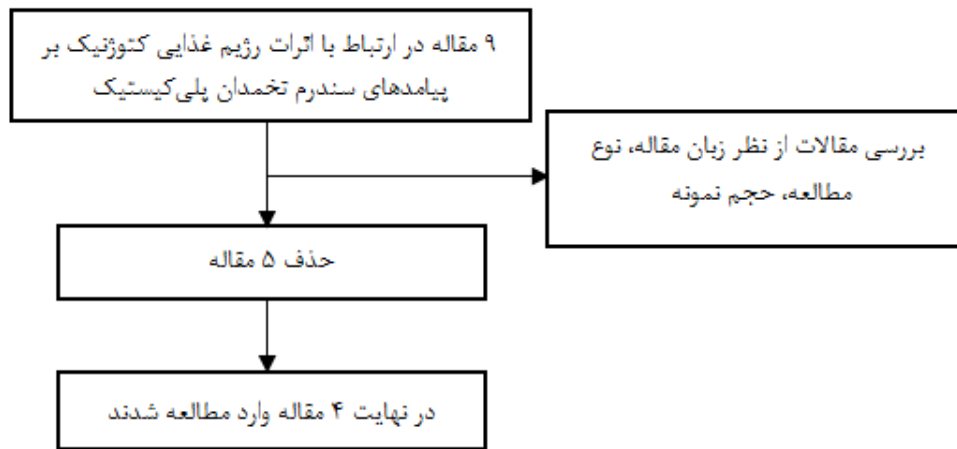 ۹ مقاله در ارتباط با اثرات رژیم غذایی کتوژنیک بر
پیامدهای سندرم تخمدان پلی‌کیستیک
بررسی مقالات از نظر زبان مقاله، نوع
مطالعه، حجم نمونه
حذف ۵ مقاله
در نهایت ۴ مقاله وارد مطالعه شدند